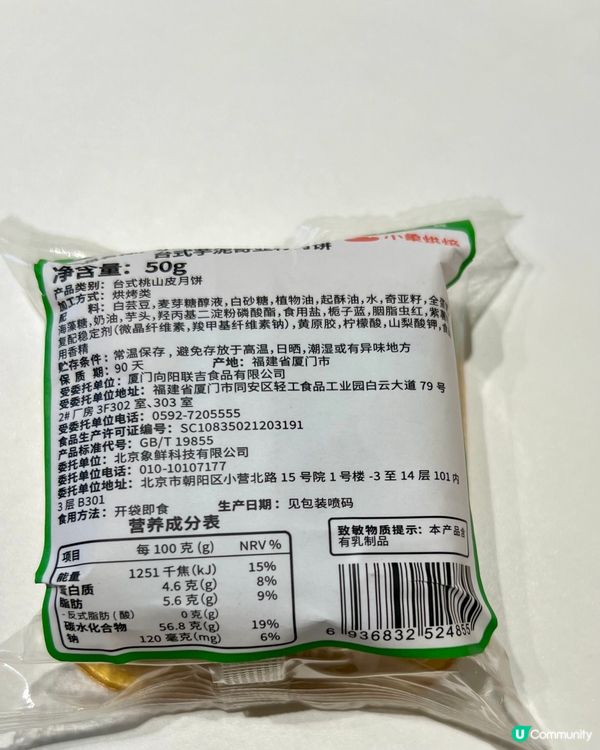 小象烘焙
台式芋泥奇亚籽月饼
净含量：50g
产品类别：台式桃山皮月饼
加工方式：烘烤类
配 料：白芸豆,麦芽糖醇液,白砂糖,植物油,起酥油,水,奇亚籽,全蛋
海藻糖,奶油,芋头,羟丙基二淀粉磷酸酯,食用盐,栀子蓝,胭脂虫红,紫薯
复配稳定剂(微晶纤维素,羧甲基纤维素钠),黄原胶,柠檬酸,山梨酸钾,食
用香精
贮存条件：常温保存，避免存放于高温,日晒,潮湿或有异味地方
保 质 期：90 天 产地：福建省厦门市
受委托单位：厦门向阳联吉食品有限公司
受委托单位地址：福建省厦门市同安区轻工食品工业园白云大道 79 号
2# 厂房 3F302 室、303 室
受委托单位电话：0592-7205555
食品生产许可证编号：SC10835021203191
产品标准代号：GB/T 19855
委托单位：北京象鲜科技有限公司
委托单位电话：010-10107177
委托单位地址：北京市朝阳区小营北路 15 号院 1 号楼 -3 至 14 层 101 内
3 层 B301
食用方法：开袋即食 生产日期：见包装喷码
营养成分表
项目 每 100 克 (g) NRV %
能量 1251 千焦(kJ) 15%
蛋白质 4.6 克(g) 8%
脂肪 5.6 克(g) 9%
- 反式脂肪 ( 酸 ) 0 克(g)
碳水化合物 56.8 克(g) 19%
钠 120 毫克(mg) 6%
致敏物质提示：本产品含
有乳制品
6 936832 524855
U Community